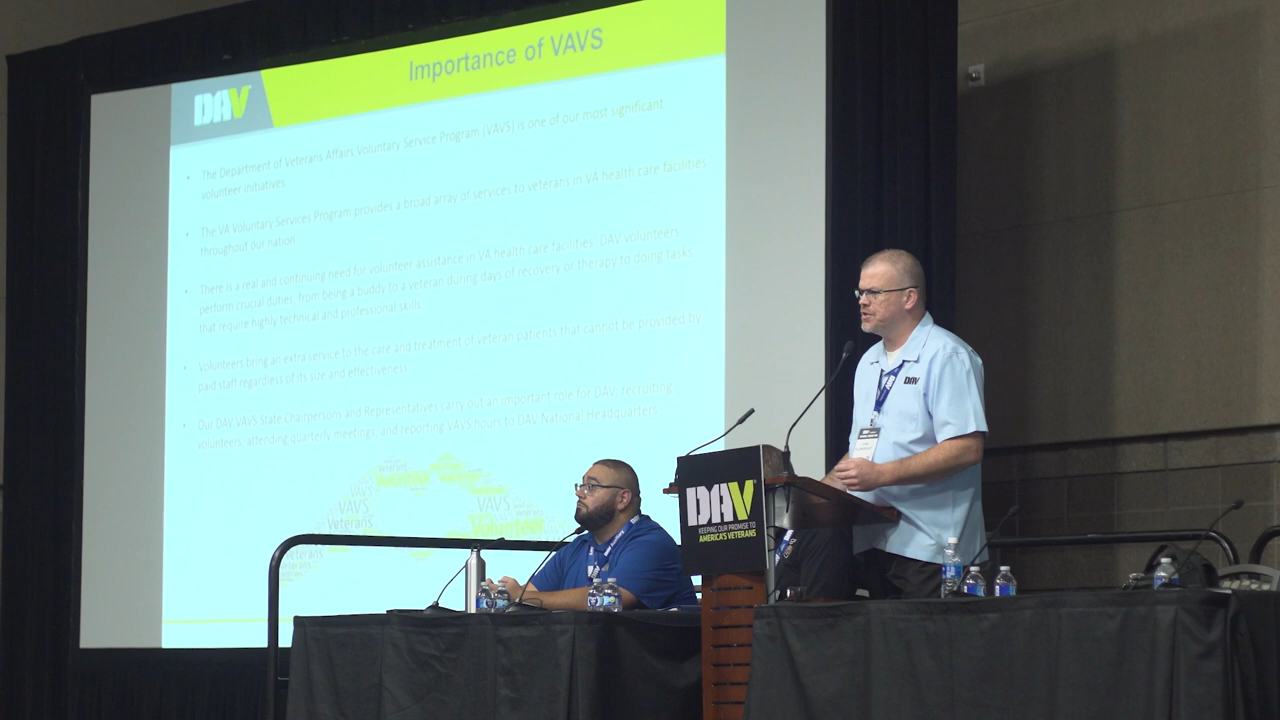 Importance of VAVS
DAV
• The Department of Veterans Affairs Voluntary Service Program (VAVS) is one of our most significant
volunteer initiatives.
• The VA Voluntary Services Program provides a broad array of services to veterans in VA health care facilities
throughout our nation.
• There is a real and continuing need for volunteer assistance in VA health care facilities. DAV volunteers
perform crucial duties, from being a buddy to a veteran during days of recovery or therapy to doing tasks
that require highly technical and professional skills.
• Volunteers bring an extra service to the care and treatment of veteran patients that cannot be provided by
paid staff regardless of its size and effectiveness.
• Our DAV VAVS State Chairpersons and Representatives carry out an important role for DAV; recruiting
volunteers, attending quarterly meetings, and reporting VAVS hours to DAV National Headquarters.
Veterans
VAVS
Veterans
VAVS
Volunteer
Veterans
DAV
DAV
KEEPING OUR PROMISE TO
AMERICA'S VETERANS